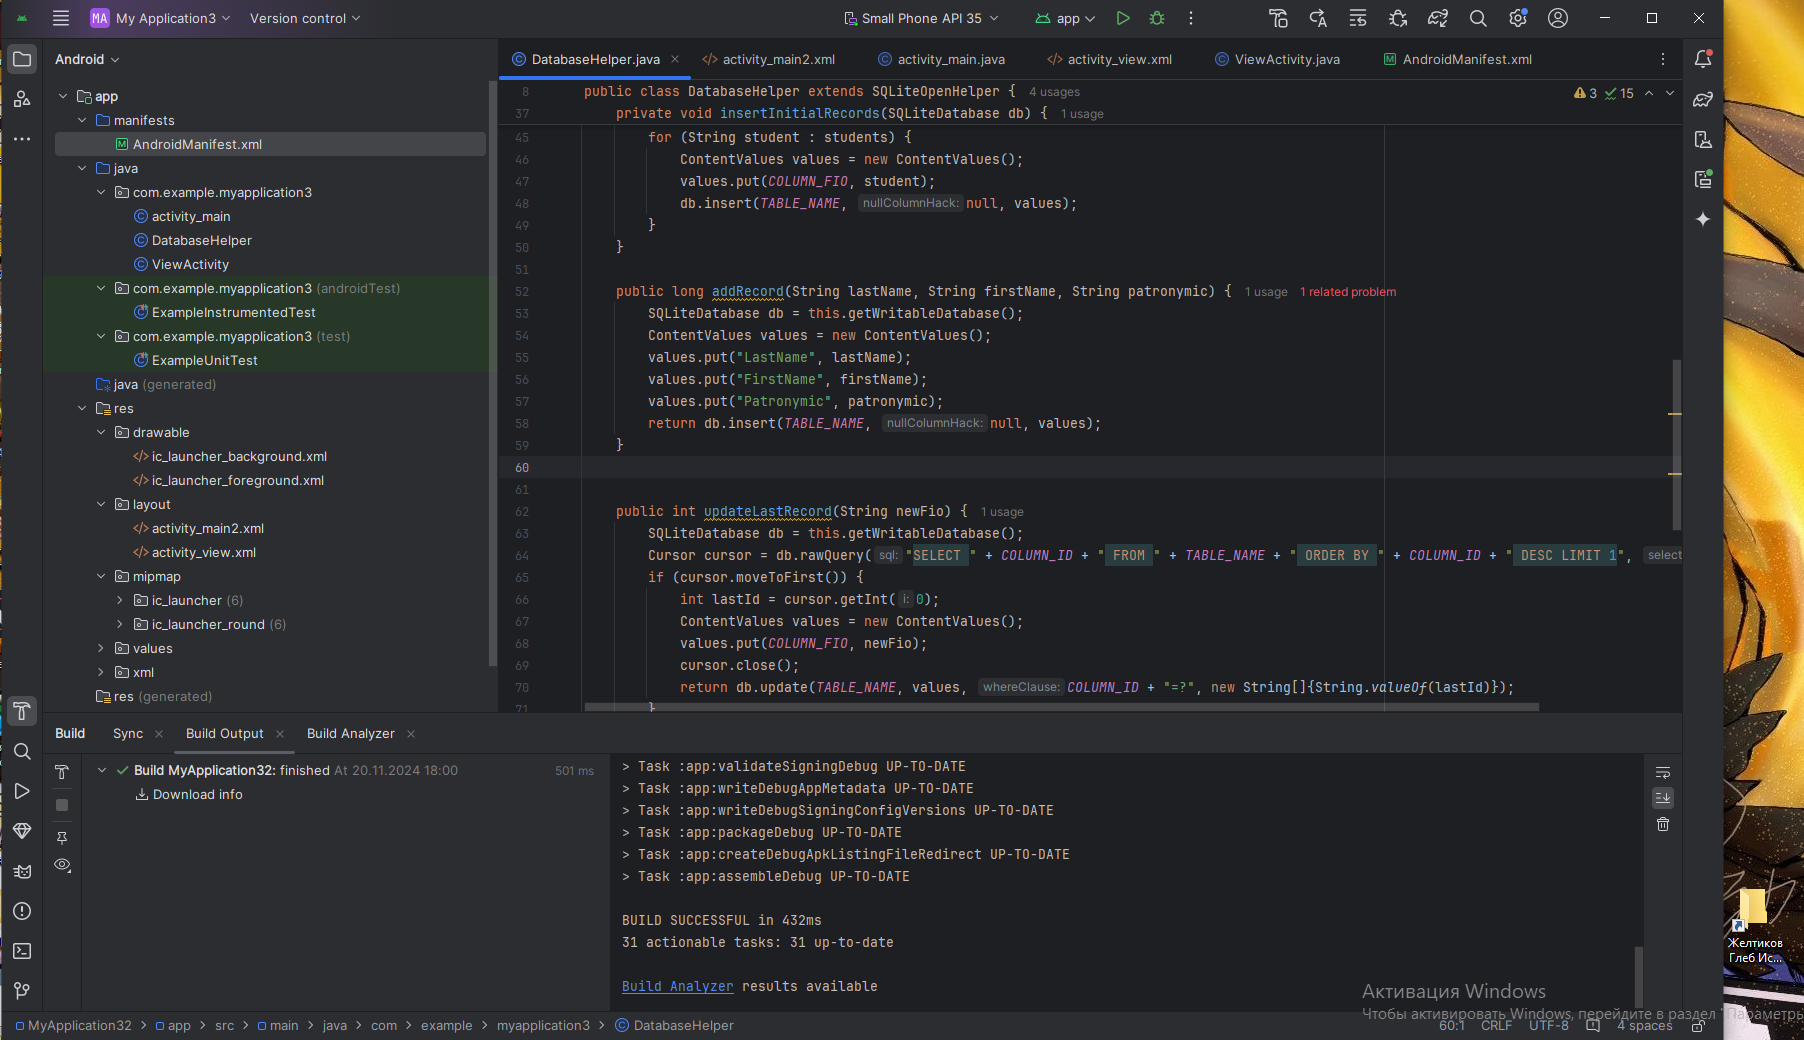 MA My Application3 Version control Small Phone API 35 app
Android
app
manifests
AndroidManifest.xml
java
com.example.myapplication3
activity_main
DatabaseHelper
ViewActivity
com.example.myapplication3 (androidTest)
ExampleInstrumentedTest
com.example.myapplication3 (test)
ExampleUnitTest
java (generated)
res
drawable
ic_launcher_background.xml
ic_launcher_foreground.xml
layout
activity_main2.xml
activity_view.xml
mipmap
ic_launcher (6)
ic_launcher_round (6)
values
xml
res (generated)
DatabaseHelper.java activity_main2.xml activity_main.java activity_view.xml ViewActivity.java AndroidManifest.xml
8 public class DatabaseHelper extends SQLiteOpenHelper { 4 usages 3 15
37 private void insertInitialRecords(SQLiteDatabase db) { 1 usage
45 for (String student : students) {
46 ContentValues values = new ContentValues();
47 values.put(COLUMN_FIO, student);
48 db.insert(TABLE_NAME, nullColumnHack: null, values);
49 }
50 }
51
52 public long addRecord(String lastName, String firstName, String patronymic) { 1 usage 1 related problem
53 SQLiteDatabase db = this.getWritableDatabase();
54 ContentValues values = new ContentValues();
55 values.put("LastName", lastName);
56 values.put("FirstName", firstName);
57 values.put("Patronymic", patronymic);
58 return db.insert(TABLE_NAME, nullColumnHack: null, values);
59 }
60
61
62 public int updateLastRecord(String newFio) { 1 usage
63 SQLiteDatabase db = this.getWritableDatabase();
64 Cursor cursor = db.rawQuery( sql: "SELECT " + COLUMN_ID + " FROM " + TABLE_NAME + " ORDER BY " + COLUMN_ID + " DESC LIMIT 1", select
65 if (cursor.moveToFirst()) {
66 int lastId = cursor.getInt( i: 0);
67 ContentValues values = new ContentValues();
68 values.put(COLUMN_FIO, newFio);
69 cursor.close();
70 return db.update(TABLE_NAME, values, whereClause: COLUMN_ID + "=?", new String[]{String.valueOf(lastId)});
71 }
Build Sync Build Output Build Analyzer
Build MyApplication32: finished At 20.11.2024 18:00 501 ms
Download info
> Task :app:validateSigningDebug UP-TO-DATE
> Task :app:writeDebugAppMetadata UP-TO-DATE
> Task :app:writeDebugSigningConfigVersions UP-TO-DATE
> Task :app:packageDebug UP-TO-DATE
> Task :app:createDebugApkListingFileRedirect UP-TO-DATE
> Task :app:assembleDebug UP-TO-DATE
BUILD SUCCESSFUL in 432ms
31 actionable tasks: 31 up-to-date
Build Analyzer results available
Желтиков
Глеб Ис...
Активация Windows
Чтобы активировать Windows, перейдите в раздел "Параметры
MyApplication32 > app > src > main > java > com > example > myapplication3 > DatabaseHelper 60:1 CRLF UTF-8 4 spaces